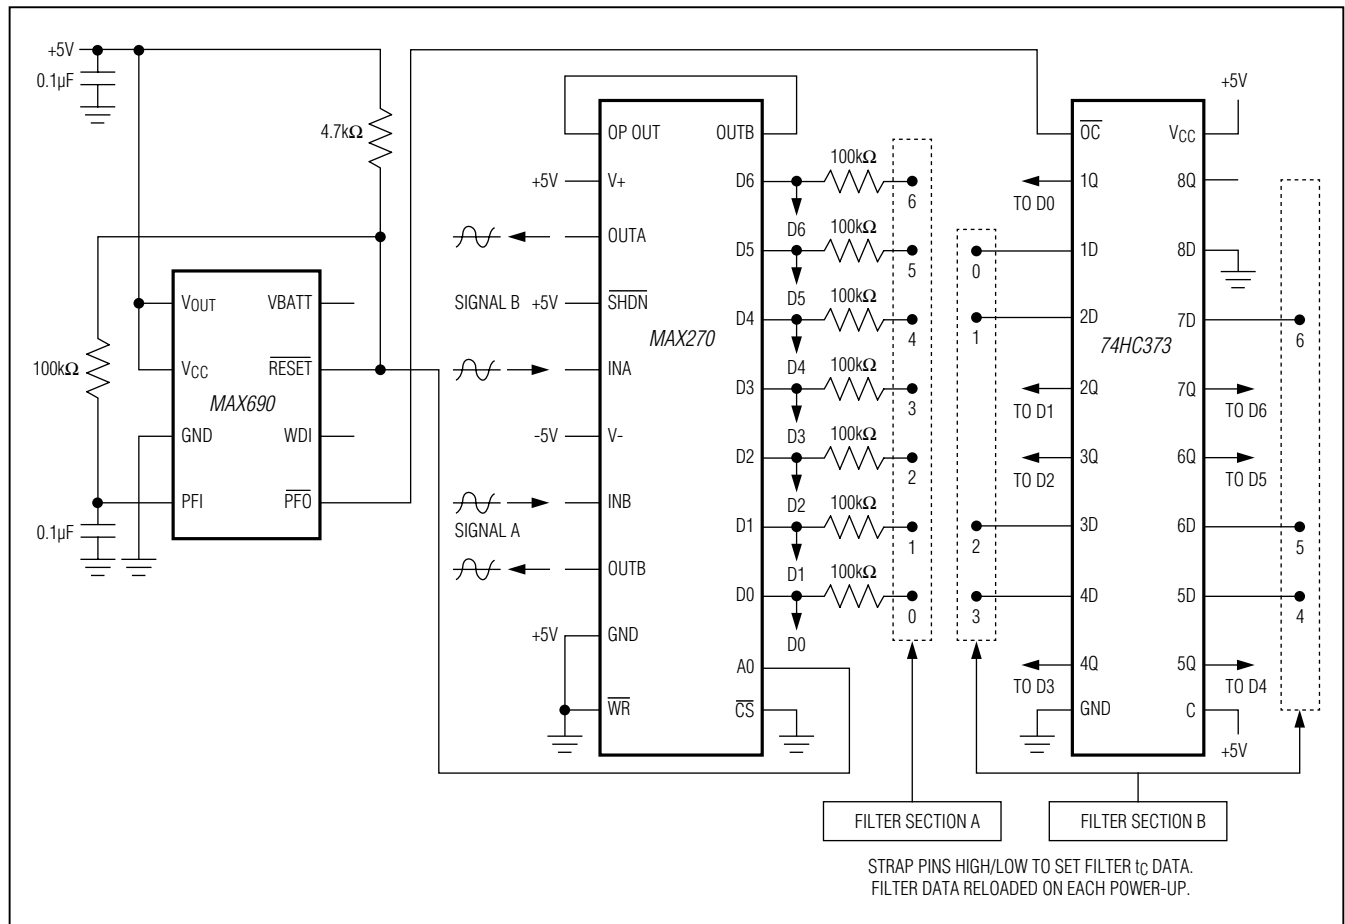 +5V
0.1µF
4.7kΩ
100kΩ
0.1µF
VOUT
VCC
GND
PFI
VBATT
RESET
WDI
PFO
MAX690
+5V
SIGNAL B
+5V
-5V
SIGNAL A
+5V
OP OUT
V+
OUTA
SHDN
INA
V-
INB
OUTB
GND
WR
MAX270
OUTB
D6
D5
D4
D3
D2
D1
D0
A0
CS
100kΩ
6
D6
100kΩ
5
D5
100kΩ
4
D4
100kΩ
3
D3
100kΩ
2
D2
100kΩ
1
D1
100kΩ
0
D0
0
1
2
3
TO D0
TO D1
TO D2
TO D3
OC
1Q
1D
2D
2Q
3Q
3D
4D
4Q
GND
74HC373
+5V
VCC
8Q
8D
7D
7Q
6Q
6D
5D
5Q
C
+5V
6
TO D6
TO D5
5
4
TO D4
FILTER SECTION A
FILTER SECTION B
STRAP PINS HIGH/LOW TO SET FILTER tC DATA.
FILTER DATA RELOADED ON EACH POWER-UP.